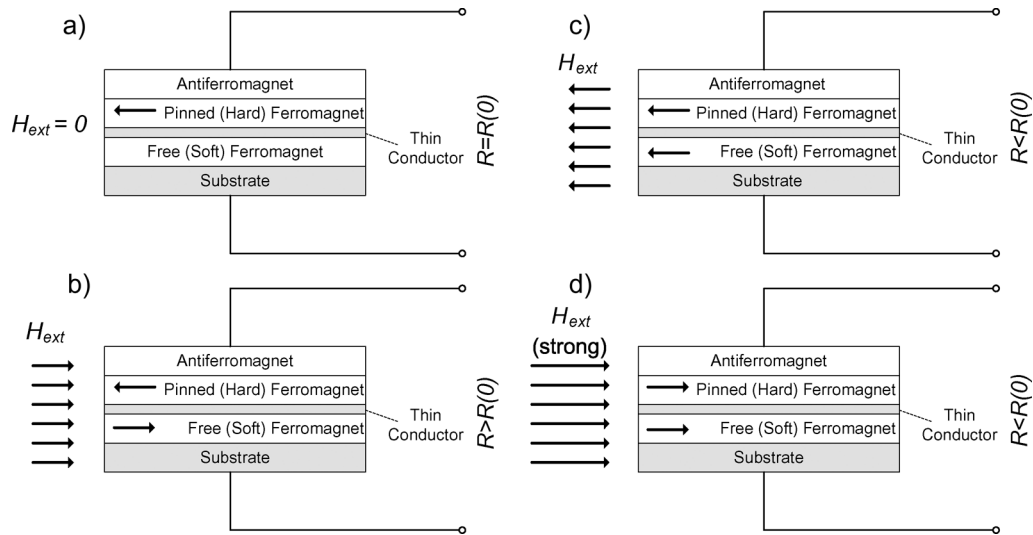 a)
H_ext = 0
Antiferromagnet
Pinned (Hard) Ferromagnet
Free (Soft) Ferromagnet
Substrate
Thin
Conductor
R=R(0)
c)
H_ext
Antiferromagnet
Pinned (Hard) Ferromagnet
Free (Soft) Ferromagnet
Substrate
Thin
Conductor
R<R(0)
b)
H_ext
Antiferromagnet
Pinned (Hard) Ferromagnet
Free (Soft) Ferromagnet
Substrate
Thin
Conductor
R>R(0)
d)
H_ext
(strong)
Antiferromagnet
Pinned (Hard) Ferromagnet
Free (Soft) Ferromagnet
Substrate
Thin
Conductor
R<R(0)